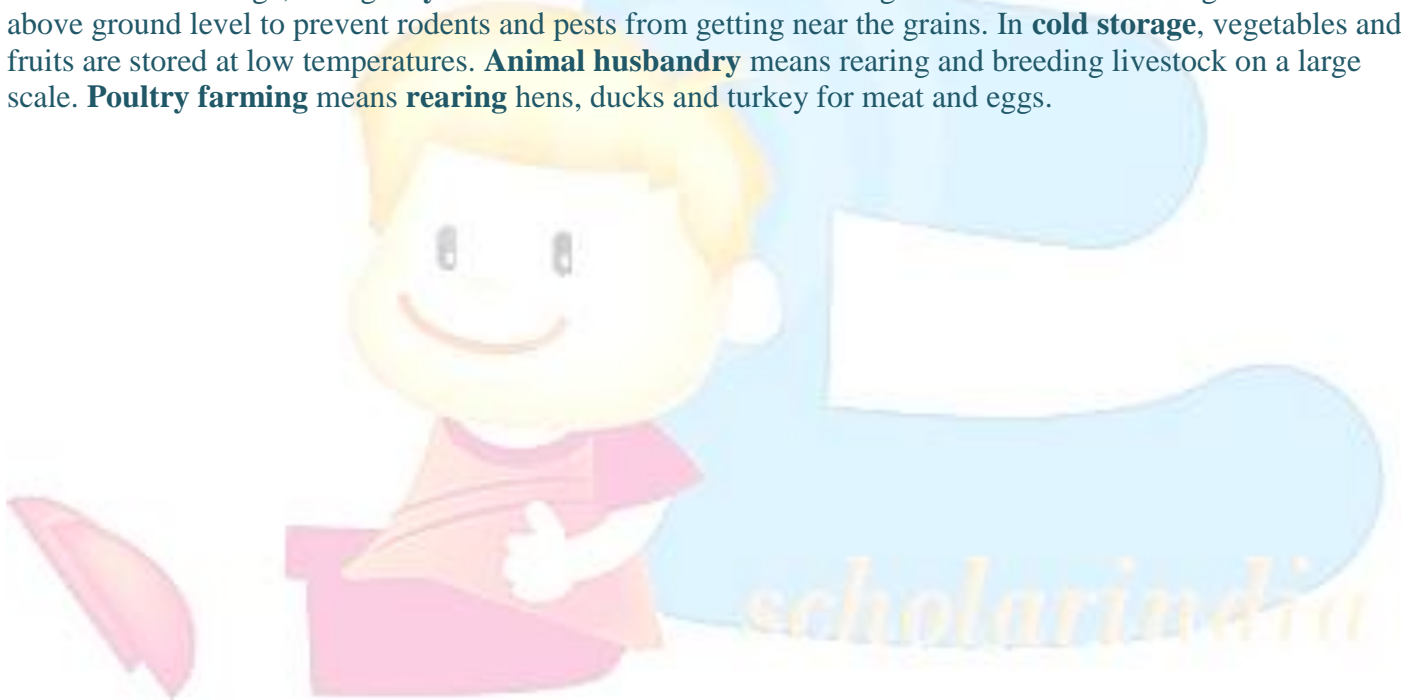 above ground level to prevent rodents and pests from getting near the grains. In cold storage, vegetables and
fruits are stored at low temperatures. Animal husbandry means rearing and breeding livestock on a large
scale. Poultry farming means rearing hens, ducks and turkey for meat and eggs.
scholarindia